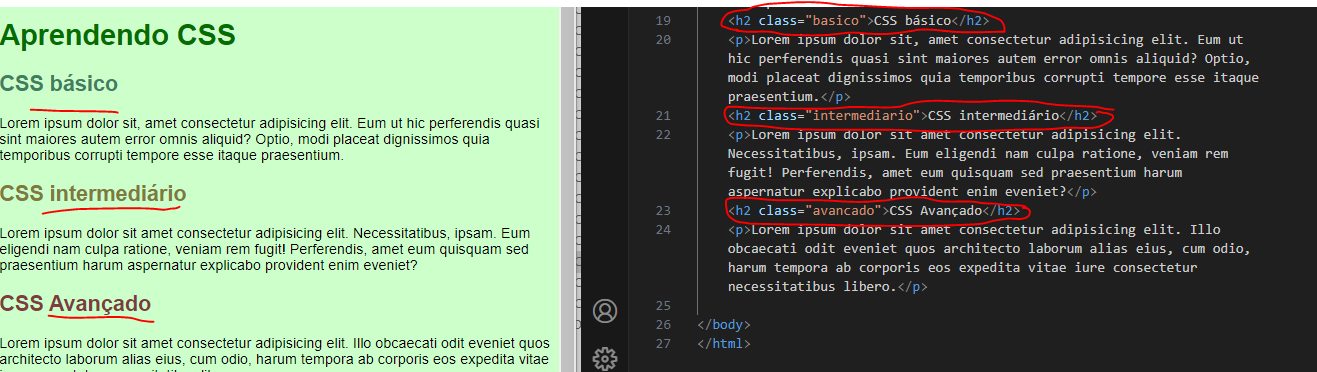 Aprendendo CSS
CSS básico
Lorem ipsum dolor sit, amet consectetur adipisicing elit. Eum ut hic perferendis quasi
sint maiores autem error omnis aliquid? Optio, modi placeat dignissimos quia
temporibus corrupti tempore esse itaque praesentium.
CSS intermediário
Lorem ipsum dolor sit amet consectetur adipisicing elit. Necessitatibus, ipsam. Eum
eligendi nam culpa ratione, veniam rem fugit! Perferendis, amet eum quisquam sed
praesentium harum aspernatur explicabo provident enim eveniet?
CSS Avançado
Lorem ipsum dolor sit amet consectetur adipisicing elit. Illo obcaecati odit eveniet quos
architecto laborum alias eius, cum odio, harum tempora ab corporis eos expedita vitae
19 <h2 class="basico">CSS básico</h2>
20 <p>Lorem ipsum dolor sit, amet consectetur adipisicing elit. Eum ut
hic perferendis quasi sint maiores autem error omnis aliquid? Optio,
modi placeat dignissimos quia temporibus corrupti tempore esse itaque
praesentium.</p>
21 <h2 class="intermediario">CSS intermediário</h2>
22 <p>Lorem ipsum dolor sit amet consectetur adipisicing elit.
Necessitatibus, ipsam. Eum eligendi nam culpa ratione, veniam rem
fugit! Perferendis, amet eum quisquam sed praesentium harum
aspernatur explicabo provident enim eveniet?</p>
23 <h2 class="avancado">CSS Avançado</h2>
24 <p>Lorem ipsum dolor sit amet consectetur adipisicing elit. Illo
obcaecati odit eveniet quos architecto laborum alias eius, cum odio,
harum tempora ab corporis eos expedita vitae iure consectetur
necessitatibus libero.</p>
25
26 </body>
27 </html>